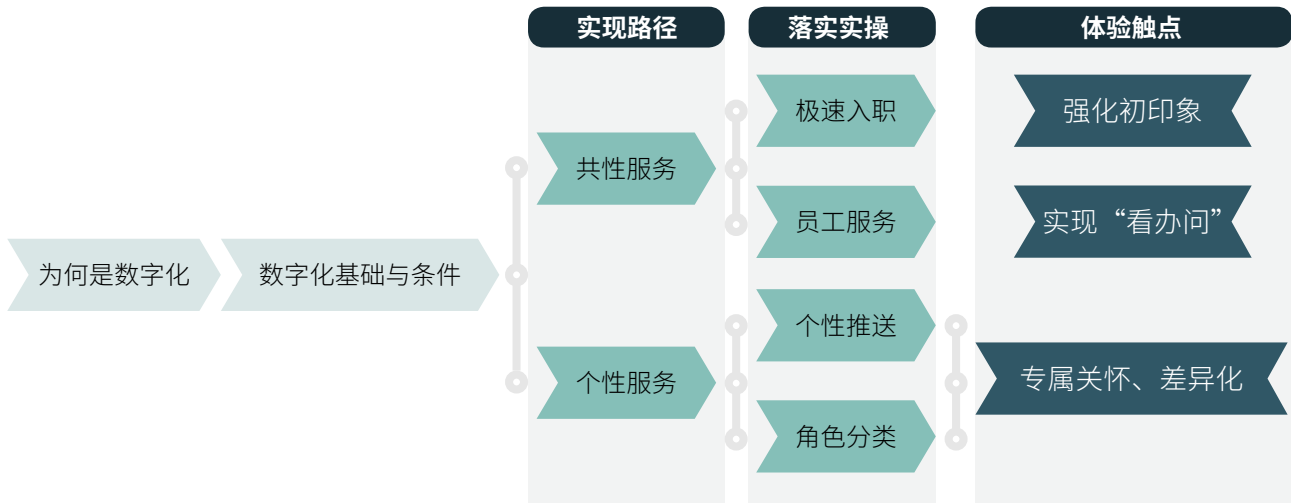 实现路径
落实实操
体验触点
极速入职
强化初印象
共性服务
员工服务
实现“看办问”
为何是数字化
数字化基础与条件
个性推送
个性服务
专属关怀、差异化
角色分类